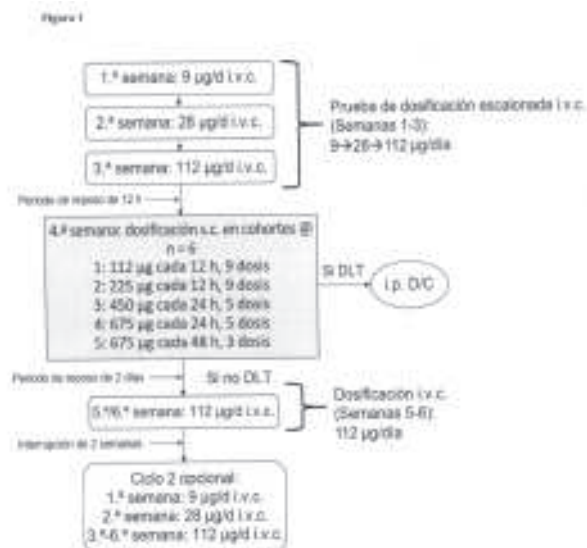 Figura 1
1.ª semana: 9 µg/d i.v.c.
2.ª semana: 28 µg/d i.v.c.
3.ª semana: 112 µg/d i.v.c.
Prueba de dosificación escalonada i.v.c.
(Semanas 1-3):
9→28→112 µg/día
Período de reposo de 12 h
4.ª semana: dosificación s.c. en cohortes
n = 6
1: 112 µg cada 12 h, 9 dosis
2: 225 µg cada 12 h, 9 dosis
3: 450 µg cada 24 h, 5 dosis
4: 675 µg cada 24 h, 5 dosis
5: 675 µg cada 48 h, 3 dosis
Si DLT
i.p. D/C
Período de reposo de 2 días
Si no DLT
5.ª/6.ª semana: 112 µg/d i.v.c.
Dosificación i.v.c.
(Semanas 5-6):
112 µg/día
Interrupción de 2 semanas
Ciclo 2 opcional:
1.ª semana: 9 µg/d i.v.c.
2.ª semana: 28 µg/d i.v.c.
3.ª-6.ª semana: 112 µg/d i.v.c.